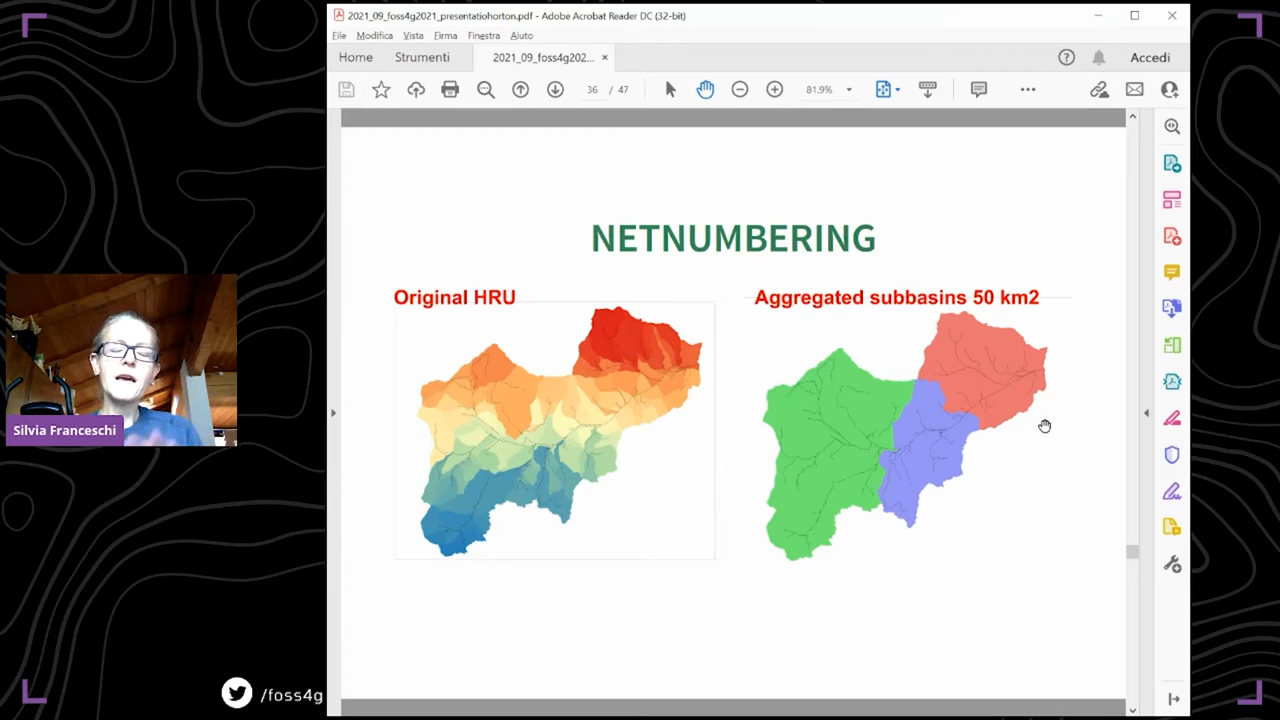 2021_09_foss4g2021_presentatiohorton.pdf - Adobe Acrobat Reader DC (32-bit)
File Modifica Vista Firma Finestra Aiuto
Home Strumenti 2021_09_foss4g202... × Accedi
36 / 47 81.9%
NETNUMBERING
Original HRU Aggregated subbasins 50 km2
Silvia Franceschi
/foss4g